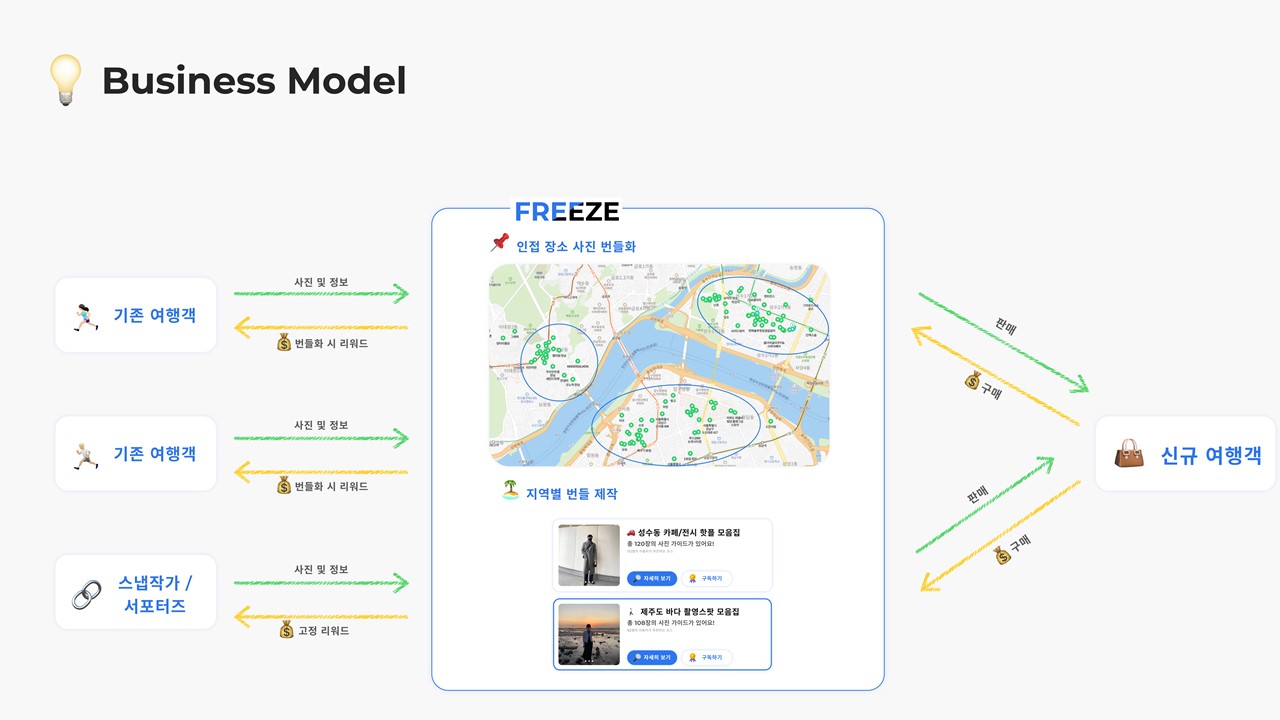 Business Model
FREEZE
인접 장소 사진 번들화
기존 여행객
사진 및 정보
번들화 시 리워드
기존 여행객
사진 및 정보
번들화 시 리워드
스냅작가 /
서포터즈
사진 및 정보
고정 리워드
지역별 번들 제작
성수동 카페/전시 핫플 모음집
총 120장의 사진 가이드가 있어요!
자세히 보기
구독하기
제주도 바다 촬영스팟 모음집
총 108장의 사진 가이드가 있어요!
자세히 보기
구독하기
판매
구매
판매
구매
신규 여행객